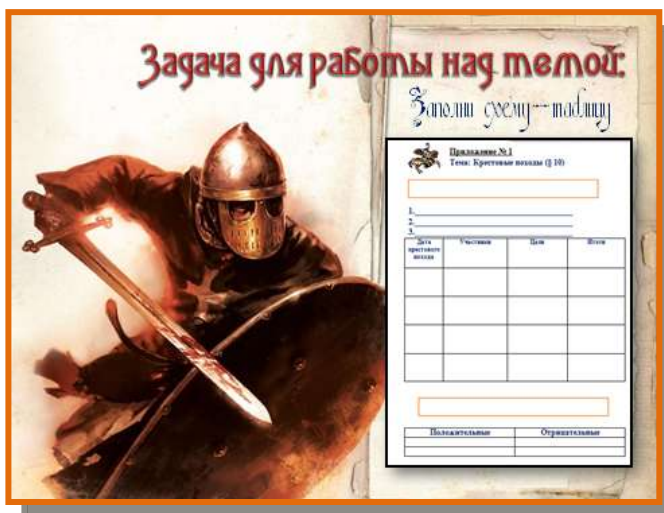 Задача для работы над темой:
Заполни схему-таблицу
Приложение № 1
Тема: Крестовые походы (§ 10)
1.
2.
3.
Дата крестового похода Участники Цели Итоги
Положительные Отрицательные